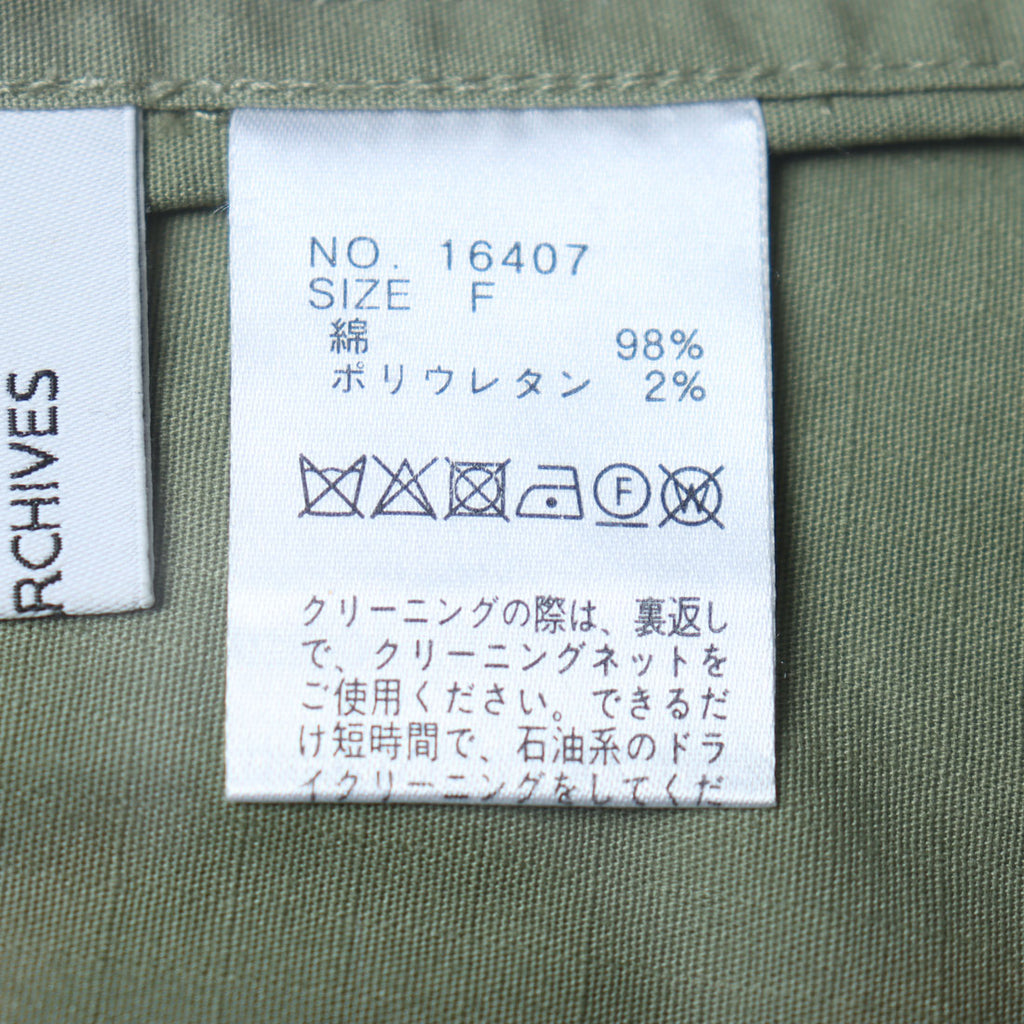 RCHIVES
NO. 16407
SIZE F
綿 98%
ポリウレタン 2%
F
W
クリーニングの際は、裏返し
で、クリーニングネットを
ご使用ください。できるだ
け短時間で、石油系のドラ
イクリーニングをしてくだ